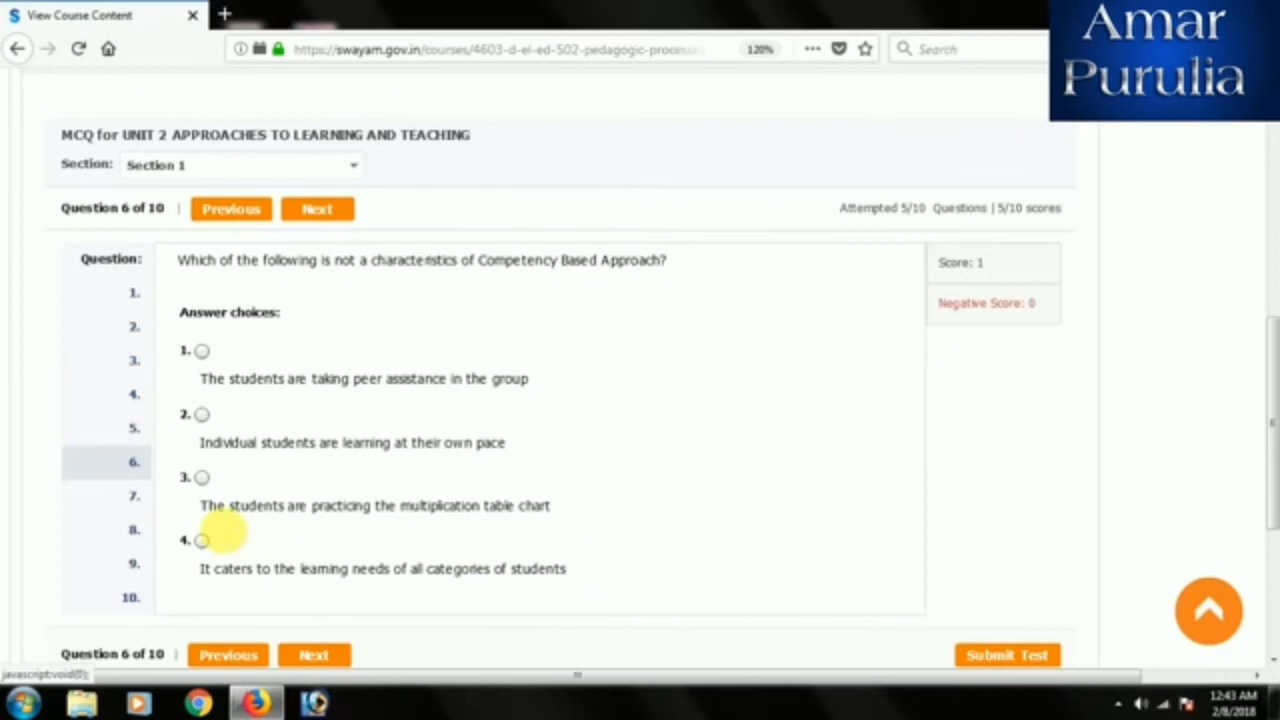 View Course Content
Amar
Purulia
https://swayam.gov.in/courses/4603-d-el-ed-502-pedagogic-processe
120%
Search
MCQ for UNIT 2 APPROACHES TO LEARNING AND TEACHING
Section: Section 1
Question 6 of 10 | Previous Next Attempted 5/10 Questions | 5/10 scores
Question: Which of the following is not a characteristics of Competency Based Approach? Score: 1
1.
Negative Score: 0
Answer choices:
2.
1.
3.
The students are taking peer assistance in the group
4.
2.
5.
Individual students are learning at their own pace
6.
3.
7.
The students are practicing the multiplication table chart
8.
4.
9.
It caters to the learning needs of all categories of students
10.
Question 6 of 10 | Previous Next Submit Test
javascript:void(0);
12:43 AM
2/8/2018